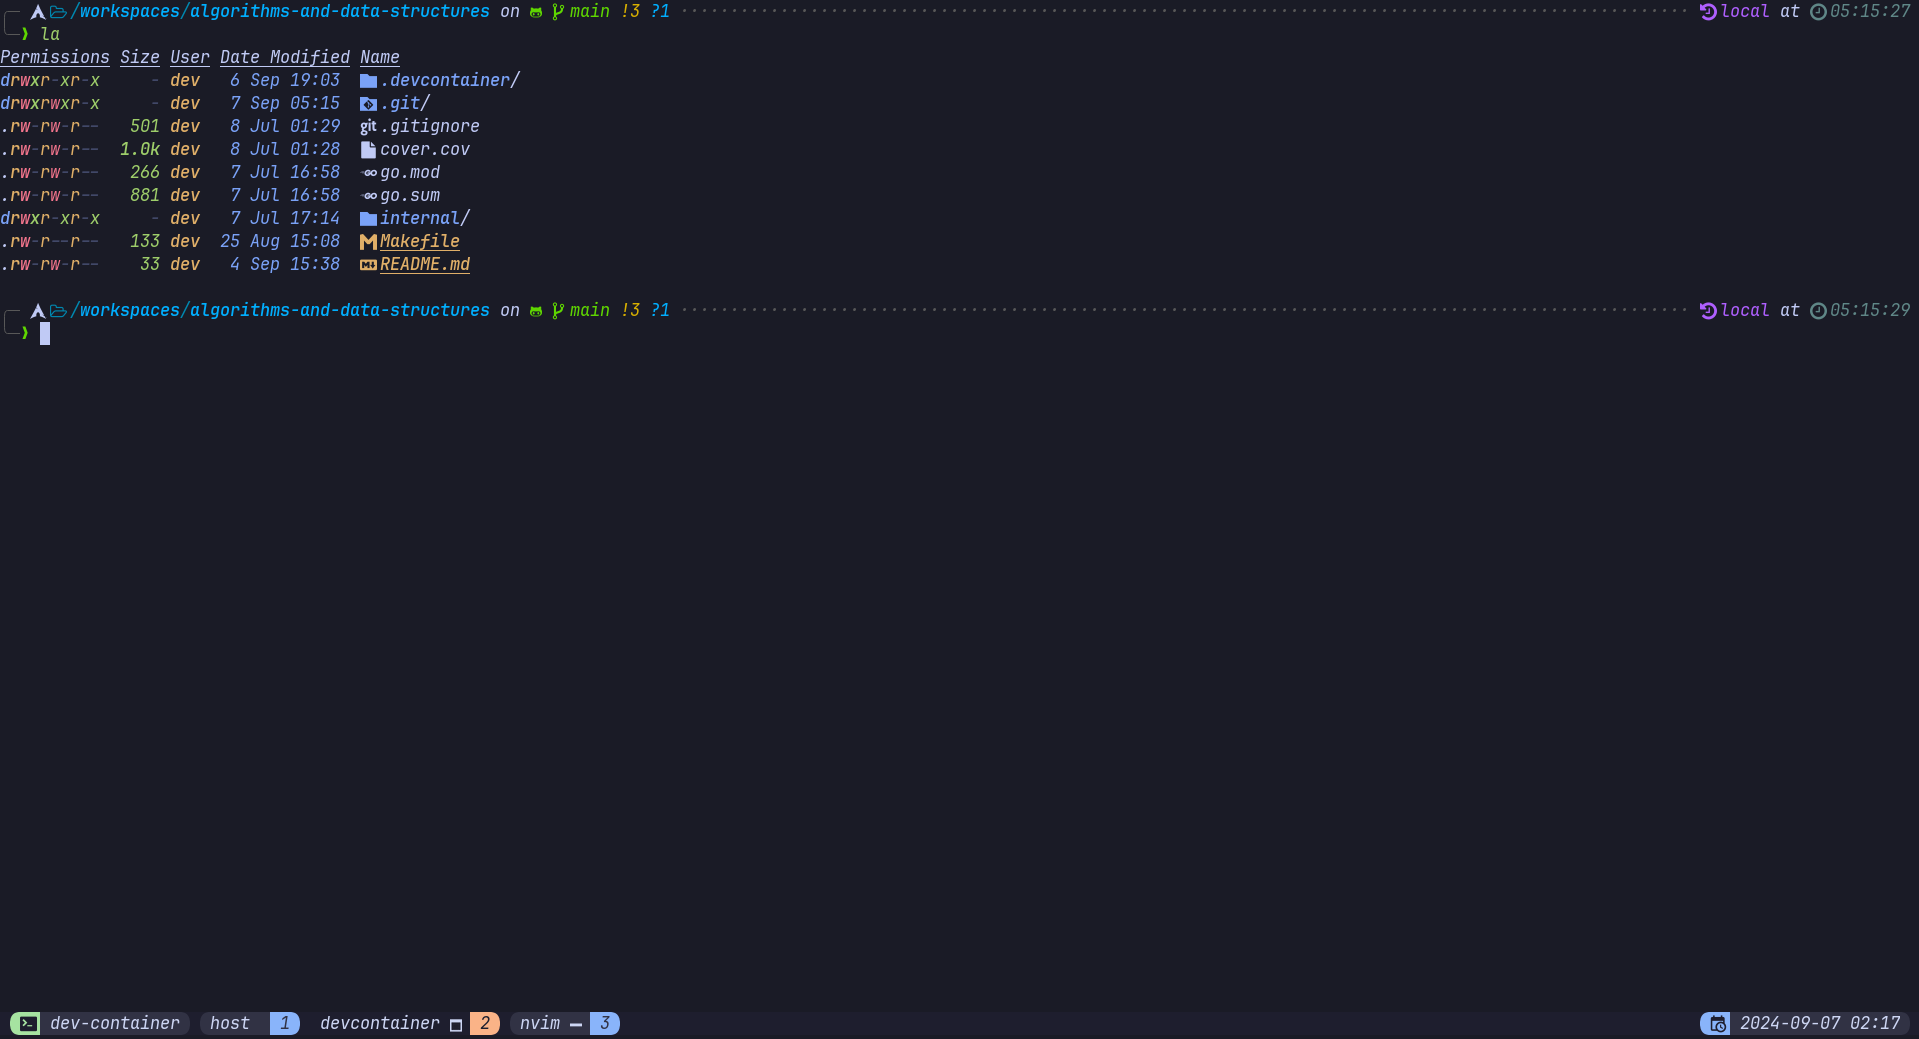 /workspaces/algorithms-and-data-structures on main !3 ?1 local at 05:15:27
❯ la
Permissions Size User Date Modified Name
drwxr-xr-x - dev 6 Sep 19:03 .devcontainer/
drwxrwxr-x - dev 7 Sep 05:15 .git/
.rw-rw-r-- 501 dev 8 Jul 01:29 git .gitignore
.rw-rw-r-- 1.0k dev 8 Jul 01:28 cover.cov
.rw-rw-r-- 266 dev 7 Jul 16:58 GO go.mod
.rw-rw-r-- 881 dev 7 Jul 16:58 GO go.sum
drwxr-xr-x - dev 7 Jul 17:14 internal/
.rw-r--r-- 133 dev 25 Aug 15:08 Makefile
.rw-rw-r-- 33 dev 4 Sep 15:38 README.md
/workspaces/algorithms-and-data-structures on main !3 ?1 local at 05:15:29
❯
dev-container host 1 devcontainer 2 nvim 3 2024-09-07 02:17